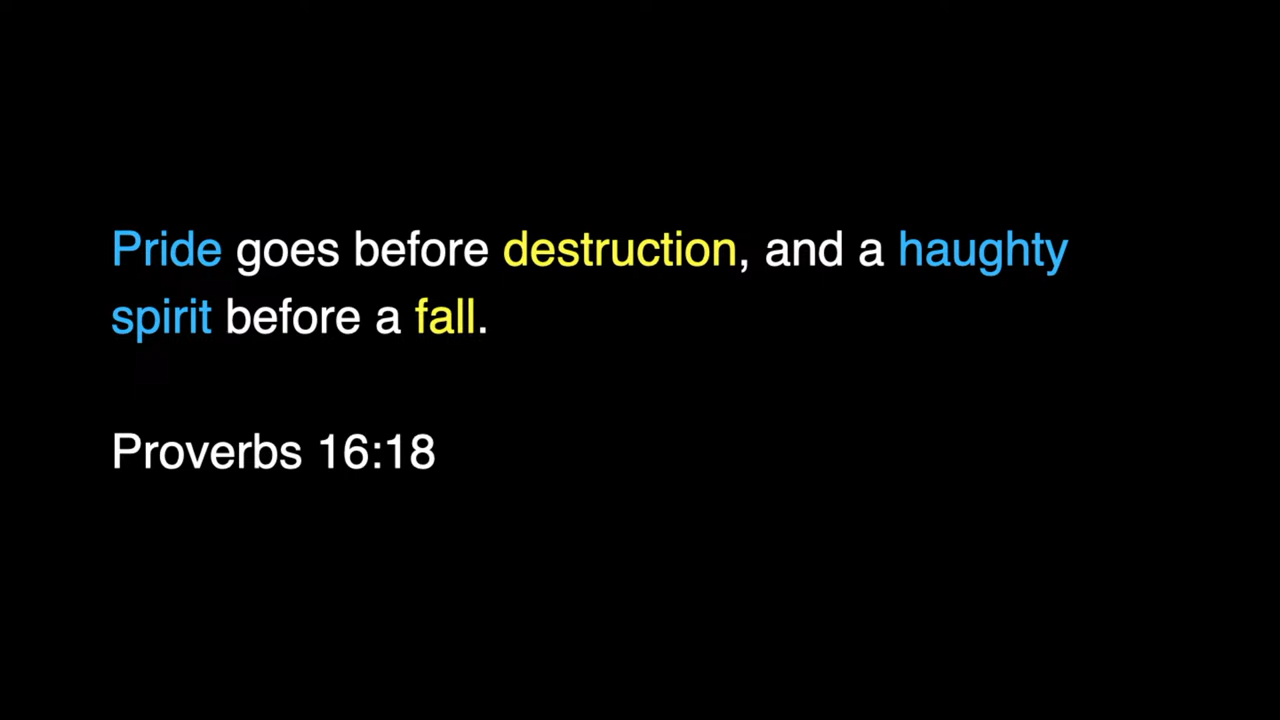 Pride goes before destruction, and a haughty
spirit before a fall.
Proverbs 16:18